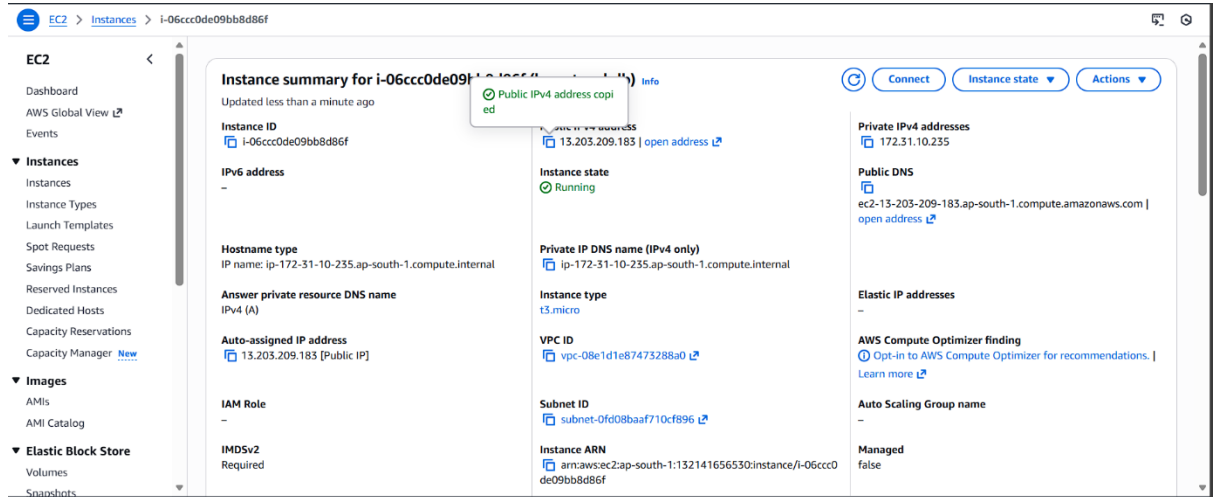 EC2 > Instances > i-06ccc0de09bb8d86f
EC2
Dashboard
AWS Global View
Events
Instances
Instances
Instance Types
Launch Templates
Spot Requests
Savings Plans
Reserved Instances
Dedicated Hosts
Capacity Reservations
Capacity Manager New
Images
AMIs
AMI Catalog
Elastic Block Store
Volumes
Snapshots
Instance summary for Info
Updated less than a minute ago
Connect
Instance state
Actions
Public IPv4 address copi
ed
Instance ID
i-06ccc0de09bb8d86f
address
13.203.209.183 | open address
Private IPv4 addresses
172.31.10.235
IPv6 address
–
Instance state
Running
Public DNS
ec2-13-203-209-183.ap-south-1.compute.amazonaws.com |
open address
Hostname type
IP name: ip-172-31-10-235.ap-south-1.compute.internal
Private IP DNS name (IPv4 only)
ip-172-31-10-235.ap-south-1.compute.internal
Answer private resource DNS name
IPv4 (A)
Instance type
t3.micro
Elastic IP addresses
–
Auto-assigned IP address
13.203.209.183 [Public IP]
VPC ID
vpc-08e1d1e87473288a0
AWS Compute Optimizer finding
Opt-in to AWS Compute Optimizer for recommendations. |
Learn more
IAM Role
–
Subnet ID
subnet-0fd08baaf710cf896
Auto Scaling Group name
–
IMDSv2
Required
Instance ARN
arn:aws:ec2:ap-south-1:132141656530:instance/i-06ccc0
de09bb8d86f
Managed
false